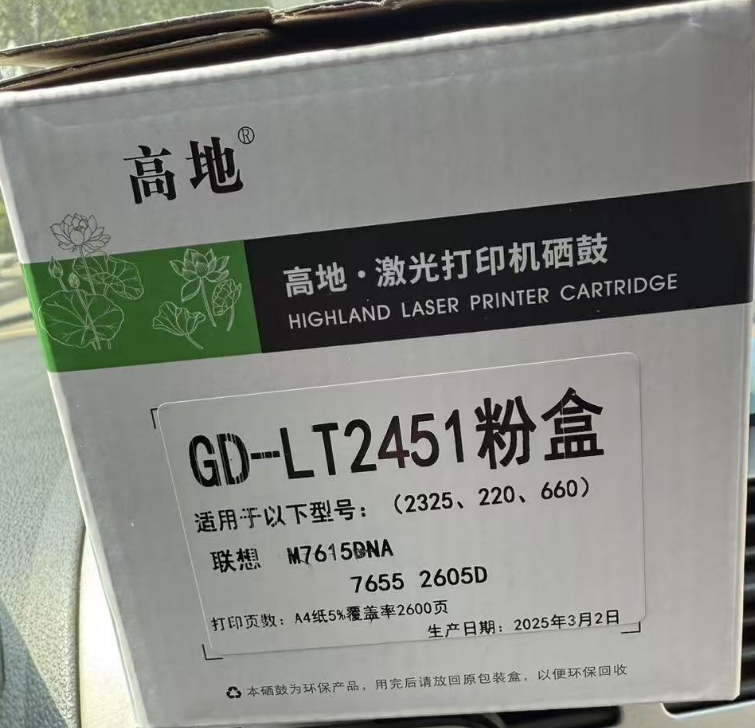 高地®
高地·激光打印机硒鼓
HIGHLAND LASER PRINTER CARTRIDGE
GD-LT2451粉盒
适用于以下型号：（2325、220、660）
联想 M7615DNA
7655 2605D
打印页数：A4纸5%覆盖率2600页
生产日期：2025年3月2日
本硒鼓为环保产品，用完后请放回原包装盒，以便环保回收